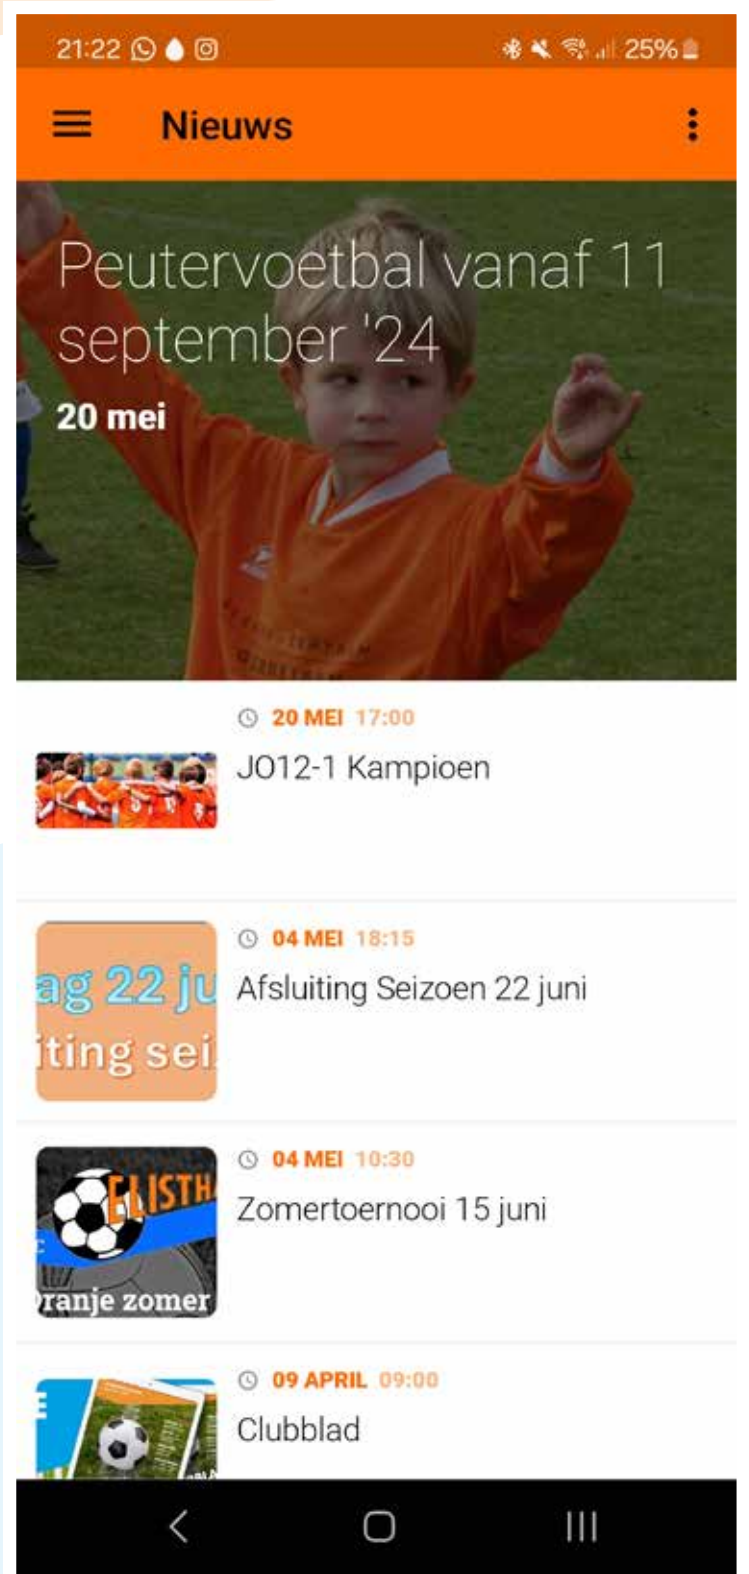 21:22
25%
Nieuws
Peutervoetbal vanaf 11
september '24
20 mei
20 MEI 17:00
JO12-1 Kampioen
04 MEI 18:15
ag 22 ju
iting sei
Afsluiting Seizoen 22 juni
04 MEI 10:30
ELISTHA
Zomertoernooi 15 juni
Oranje zomer
09 APRIL 09:00
E
Clubblad